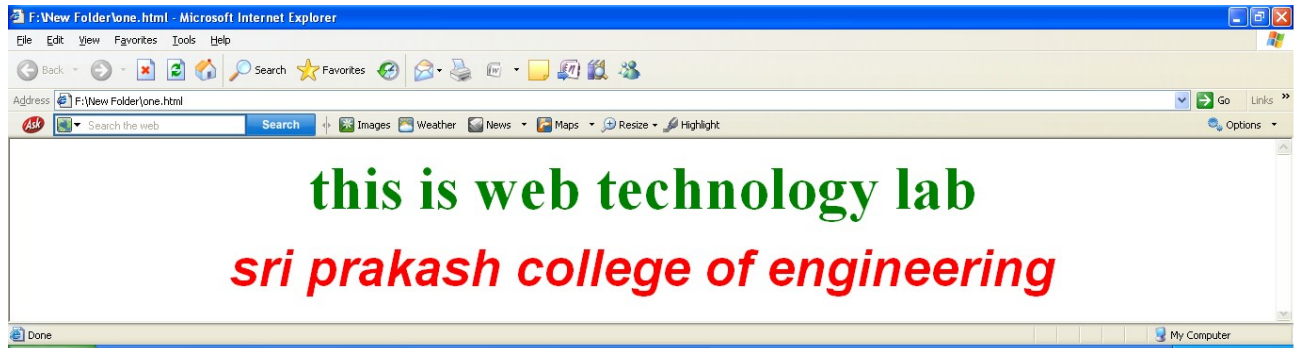 F:\New Folder\one.html - Microsoft Internet Explorer
File Edit View Favorites Tools Help
Back Search Favorites
Address F:\New Folder\one.html Go Links »
Ask Search the web Search Images Weather News Maps Resize Highlight Options
this is web technology lab
sri prakash college of engineering
Done My Computer